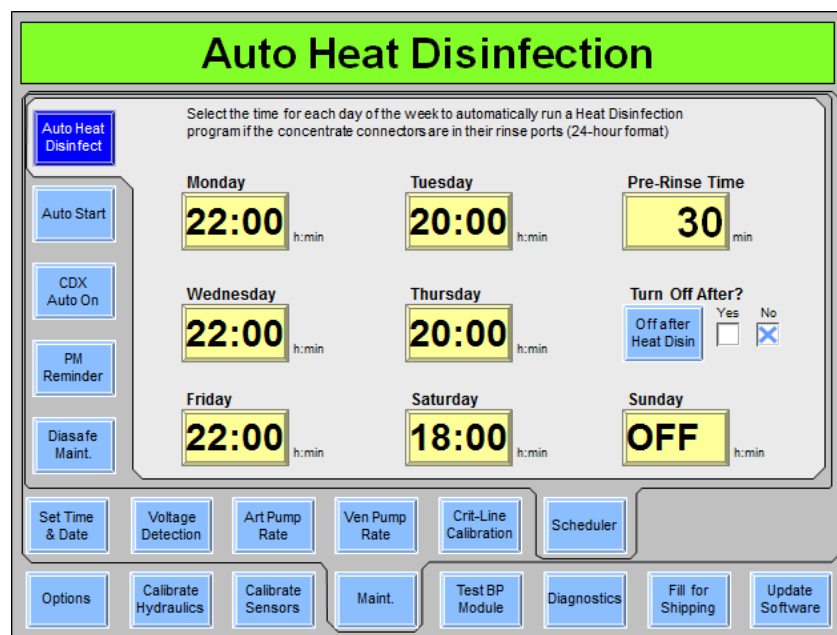 Auto Heat Disinfection
Auto Heat
Disinfect
Select the time for each day of the week to automatically run a Heat Disinfection
program if the concentrate connectors are in their rinse ports (24-hour format)
Monday
22:00 h:min
Tuesday
20:00 h:min
Pre-Rinse Time
30 min
Auto Start
CDX
Auto On
Wednesday
22:00 h:min
Thursday
20:00 h:min
Turn Off After?
Off after
Heat Disin
Yes No
PM
Reminder
Friday
22:00 h:min
Saturday
18:00 h:min
Sunday
OFF h:min
Diasafe
Maint.
Set Time
& Date
Voltage
Detection
Art Pump
Rate
Ven Pump
Rate
Crit-Line
Calibration
Scheduler
Options
Calibrate
Hydraulics
Calibrate
Sensors
Maint.
Test BP
Module
Diagnostics
Fill for
Shipping
Update
Software